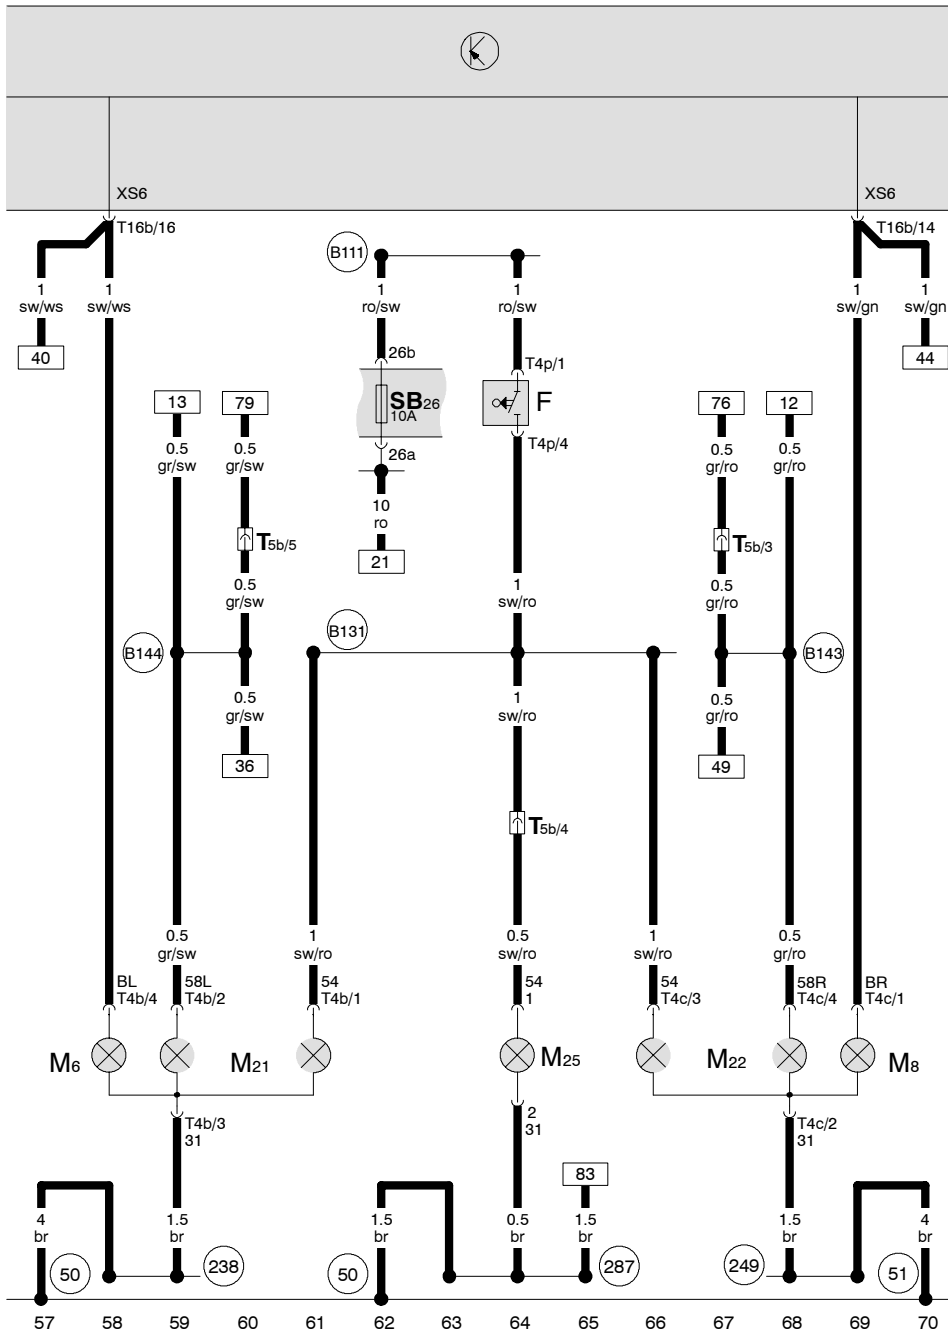 XS6
XS6
T16b/16
T16b/14
B111
1
sw/ws
1
sw/ws
1
ro/sw
1
ro/sw
1
sw/gn
1
sw/gn
40
26b
T4p/1
44
13
79
SB26
10A
F
76
12
26a
T4p/4
0.5
gr/sw
0.5
gr/sw
0.5
gr/ro
0.5
gr/ro
10
ro
T5b/5
T5b/3
21
0.5
gr/sw
1
sw/ro
0.5
gr/ro
B144
B131
B143
0.5
gr/sw
1
sw/ro
0.5
gr/ro
36
49
T5b/4
0.5
gr/sw
1
sw/ro
0.5
sw/ro
1
sw/ro
0.5
gr/ro
BL
T4b/4
58L
T4b/2
54
T4b/1
54
1
54
T4c/3
58R
T4c/4
BR
T4c/1
M6
M21
M25
M22
M8
T4b/3
31
2
31
T4c/2
31
83
4
br
1.5
br
1.5
br
0.5
br
1.5
br
1.5
br
4
br
50
238
50
287
249
51
57 58 59 60 61 62 63 64 65 66 67 68 69 70